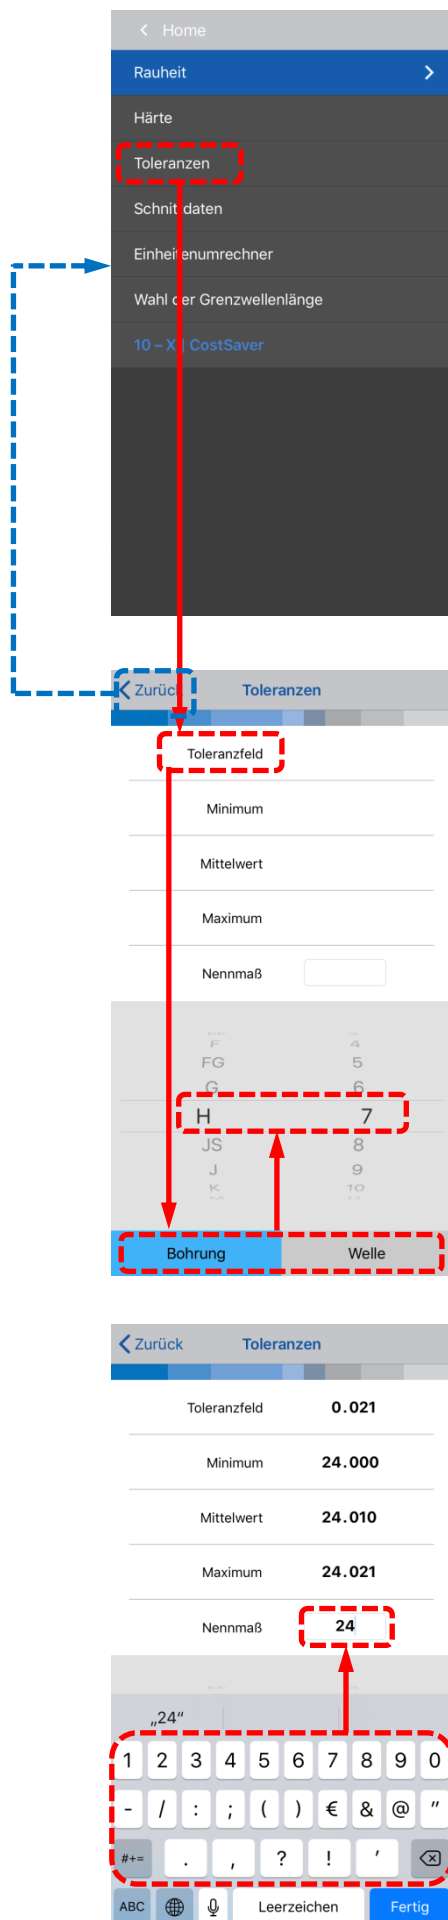 Home
Rauheit
Härte
Toleranzen
Schnittdaten
Einheitenumrechner
Wahl der Grenzwellenlänge
10 – X | CostSaver
Zurück Toleranzen
Toleranzfeld
Minimum
Mittelwert
Maximum
Nennmaß
F 4
FG 5
G 6
H 7
JS 8
J 9
K 10
Bohrung Welle
Zurück Toleranzen
Toleranzfeld 0.021
Minimum 24.000
Mittelwert 24.010
Maximum 24.021
Nennmaß 24
„24“
1 2 3 4 5 6 7 8 9 0
- / : ; ( ) € & @ "
#+= . , ? ! '
ABC Leerzeichen Fertig